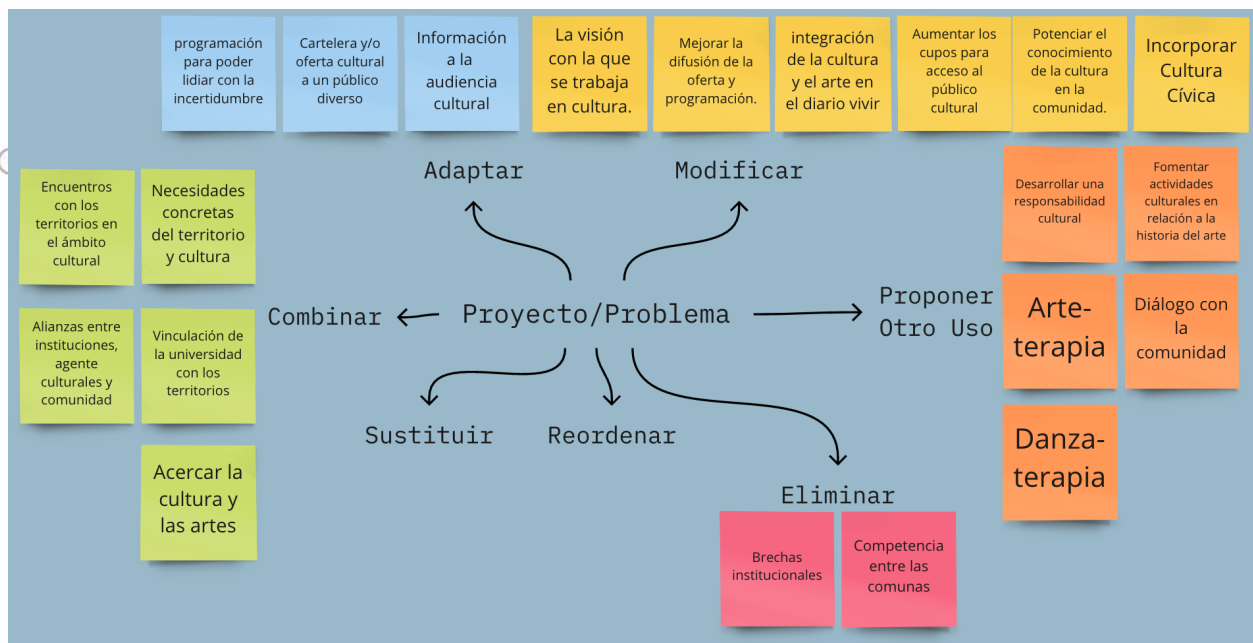 programación
para poder
lidiar con la
incertidumbre
Cartelera y/o
oferta cultural
a un público
diverso
Información
a la
audiencia
cultural
La visión
con la que
se trabaja
en cultura.
Mejorar la
difusión de la
oferta y
programación.
integración
de la cultura
y el arte en
el diario vivir
Aumentar los
cupos para
acceso al
público
cultural
Potenciar el
conocimiento
de la cultura
en la
comunidad.
Incorporar
Cultura
Cívica
Adaptar
Modificar
Encuentros
con los
territorios en
el ámbito
cultural
Necesidades
concretas
del territorio
y cultura
Desarrollar una
responsabilidad
cultural
Fomentar
actividades
culturales en
relación a la
historia del arte
Combinar
Proyecto/Problema
Proponer
Otro Uso
Alianzas entre
instituciones,
agente
culturales y
comunidad
Vinculación de
la universidad
con los
territorios
Arte-
terapia
Diálogo con
la
comunidad
Sustituir
Reordenar
Acercar la
cultura y
las artes
Danza-
terapia
Eliminar
Brechas
institucionales
Competencia
entre las
comunas